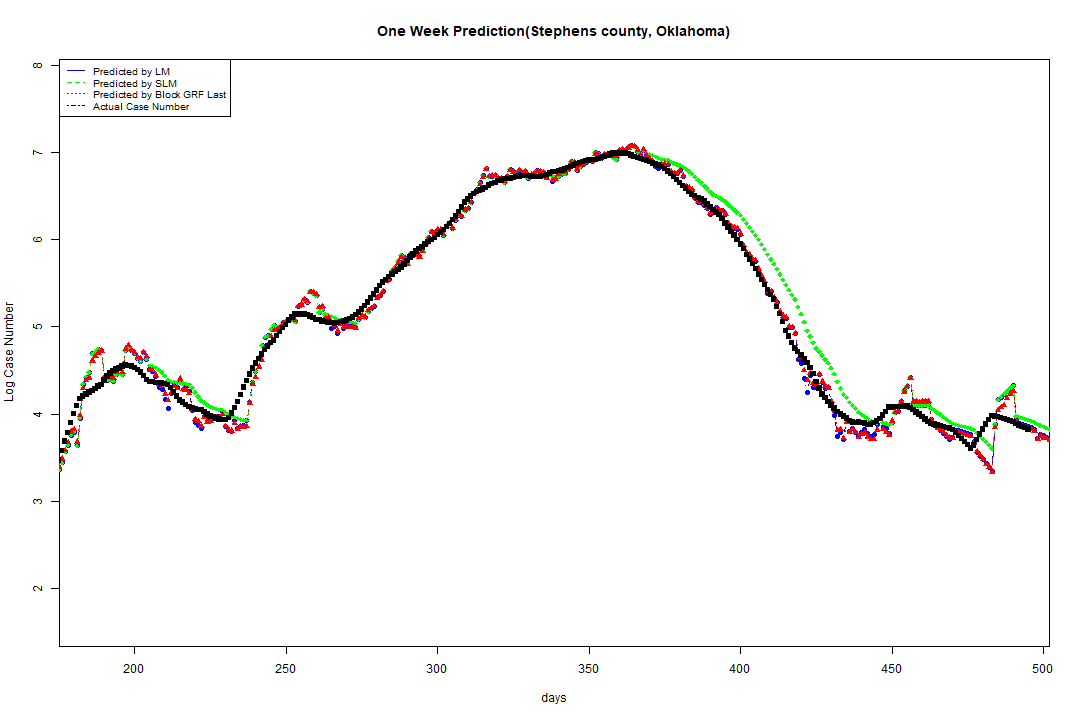 One Week Prediction(Stephens county, Oklahoma)
Predicted by LM
Predicted by SLM
Predicted by Block GRF Last
Actual Case Number
8
7
6
5
4
3
2
Log Case Number
200 250 300 350 400 450 500
days